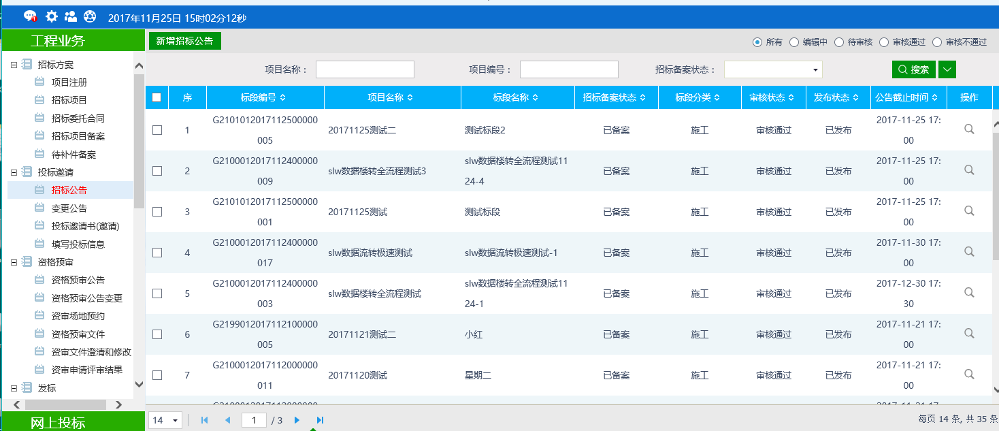 2017年11月25日 15时02分12秒
工程业务
招标方案
项目注册
招标项目
招标委托合同
招标项目备案
待补件备案
投标邀请
招标公告
变更公告
投标邀请书(邀请)
填写投标信息
资格预审
资格预审公告
资格预审公告变更
资审场地预约
资格预审文件
资审文件澄清和修改
资审申请评审结果
发标
网上投标
新增招标公告
所有 编辑中 待审核 审核通过 审核不通过
项目名称： 项目编号： 招标备案状态： 搜索
序 标段编号 项目名称 标段名称 招标备案状态 标段分类 审核状态 发布状态 公告截止时间 操作
1 G2101012017112500000005 20171125测试二 测试标段2 已备案 施工 审核通过 已发布 2017-11-25 17:00
2 G2100012017112400000009 slw数据楼转全流程测试3 slw数据楼转全流程测试1124-4 已备案 施工 审核通过 已发布 2017-11-25 17:00
3 G2101012017112500000001 20171125测试 测试标段 已备案 施工 审核通过 已发布 2017-11-25 17:00
4 G2100012017112400000017 slw数据流转极速测试 slw数据流转极速测试-1 已备案 施工 审核通过 已发布 2017-11-30 17:00
5 G2100012017112400000003 slw数据楼转全流程测试 slw数据楼转全流程测试1124-1 已备案 施工 审核通过 已发布 2017-12-30 17:30
6 G2199012017112100000005 20171121测试二 小红 已备案 施工 审核通过 已发布 2017-11-21 17:00
7 G2100012017112000000011 20171120测试 星期二 已备案 施工 审核通过 已发布 2017-11-21 17:00
14 1 / 3 每页 14 条, 共 35 条